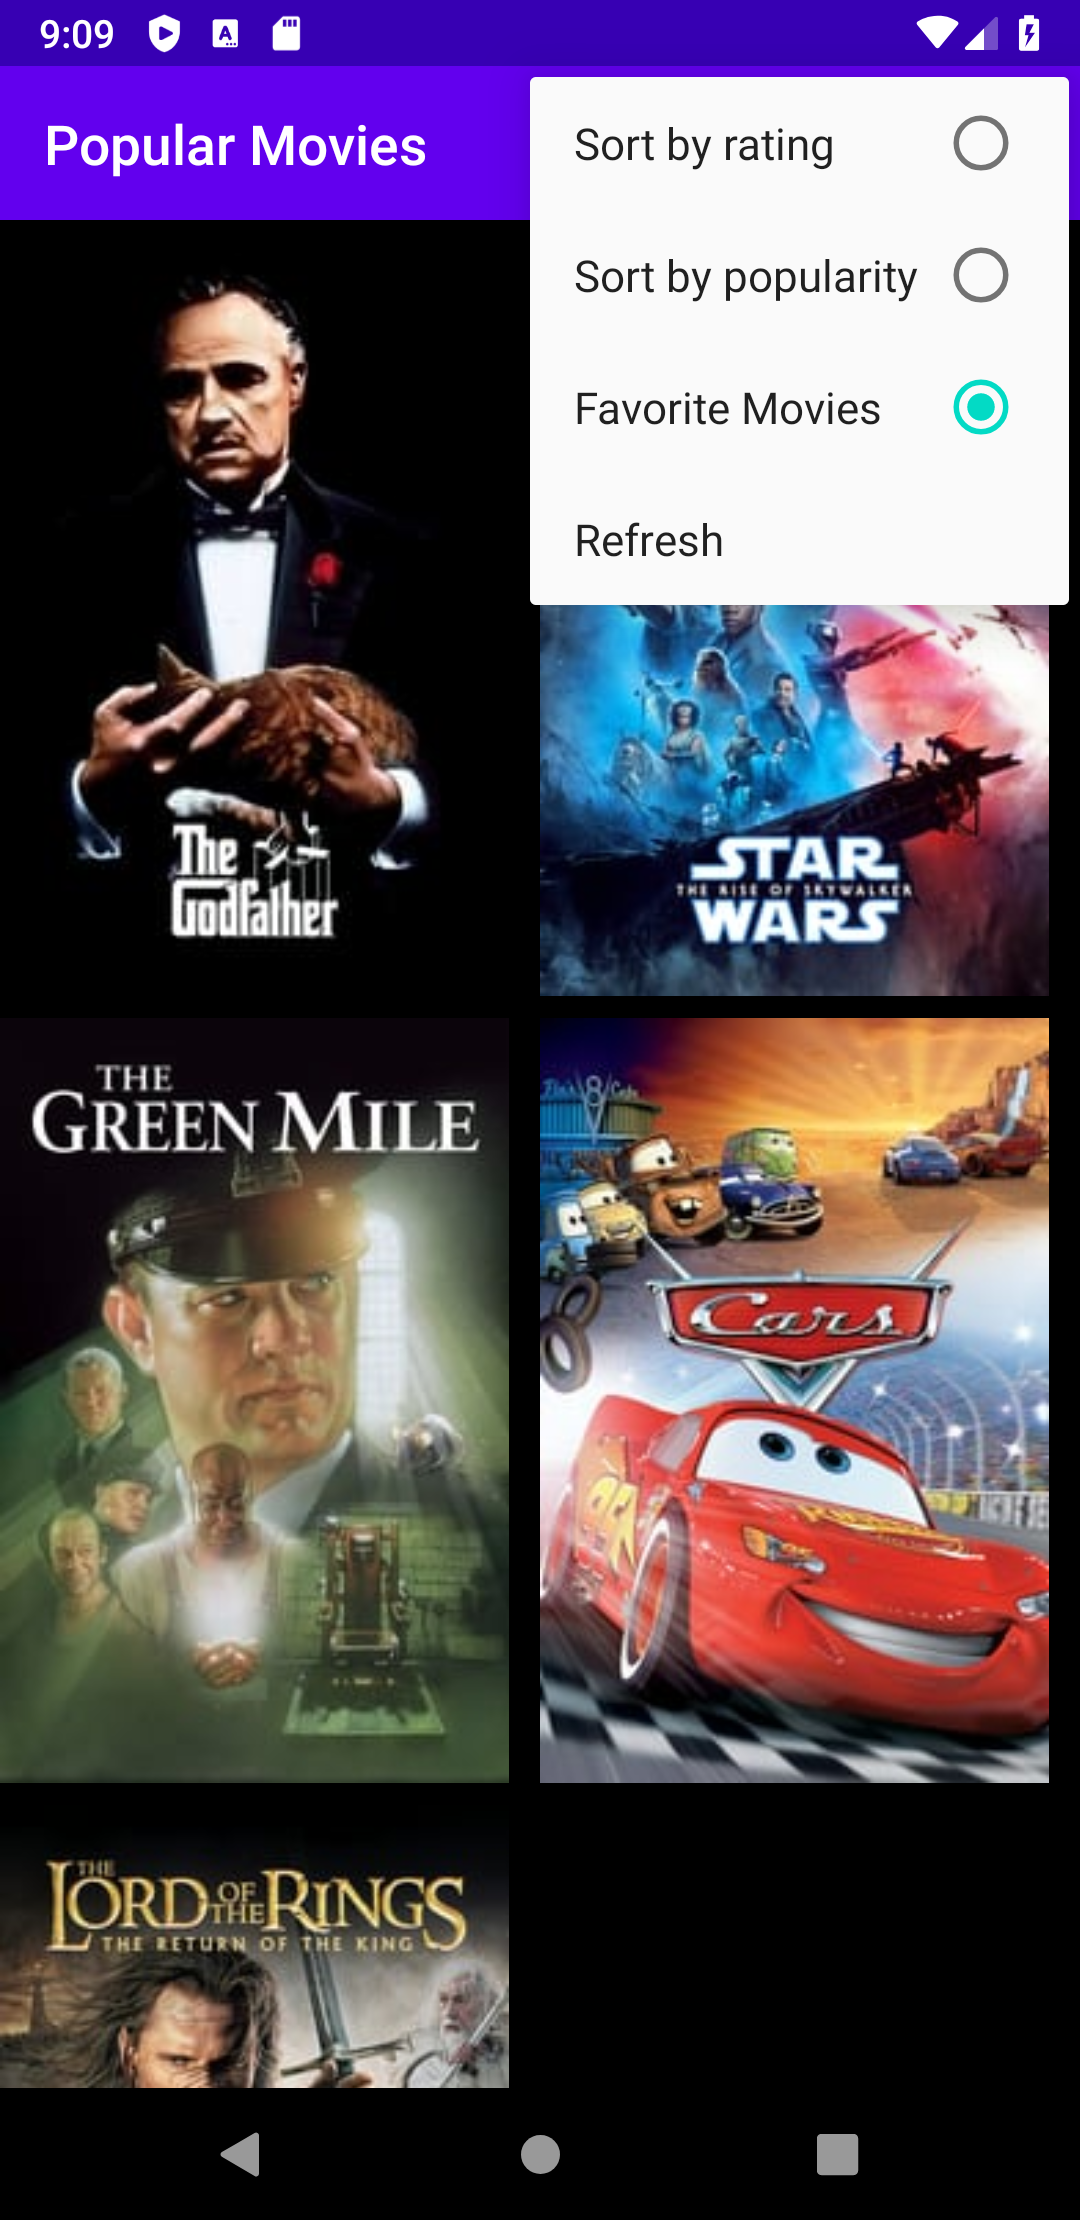 9:09
Popular Movies
Sort by rating
Sort by popularity
Favorite Movies
Refresh
The
Godfather
STAR
THE RISE OF SKYWALKER
WARS
THE
GREEN MILE
Cars
THE
LORD OF THE RINGS
THE RETURN OF THE KING